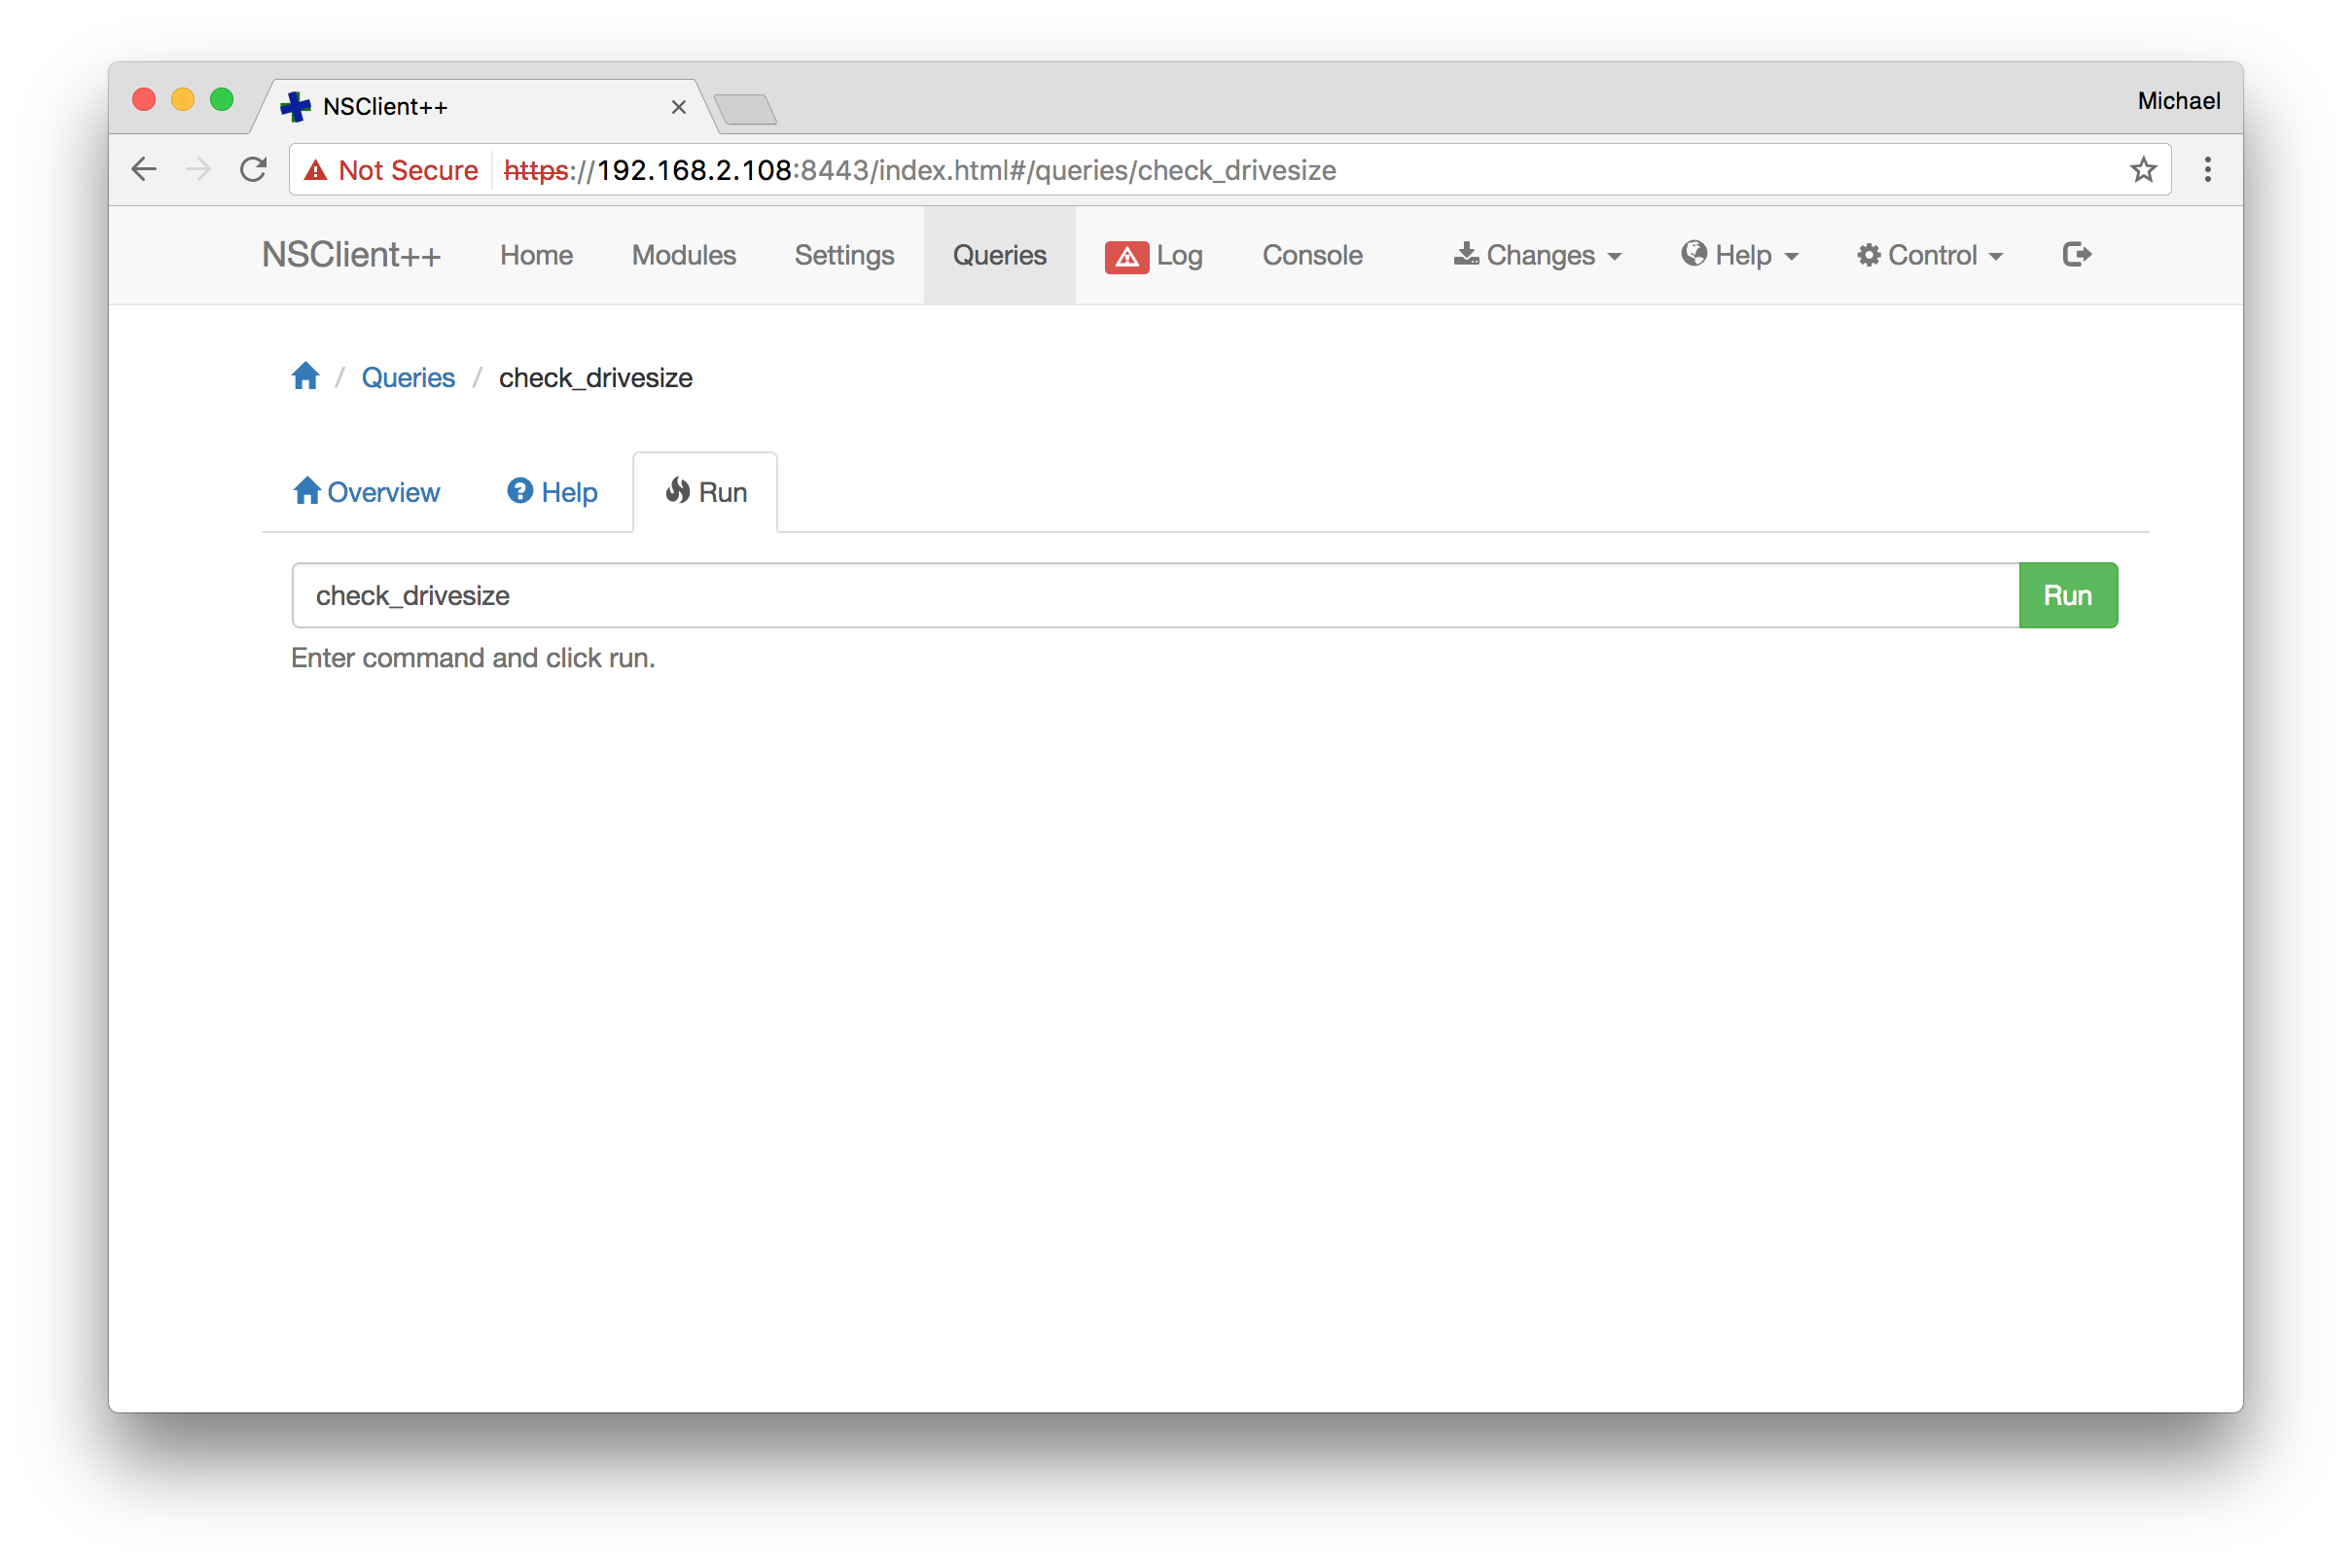 NSClient++
Michael
Not Secure https://192.168.2.108:8443/index.html#/queries/check_drivesize
NSClient++ Home Modules Settings Queries Log Console Changes Help Control
/ Queries / check_drivesize
Overview Help Run
check_drivesize Run
Enter command and click run.